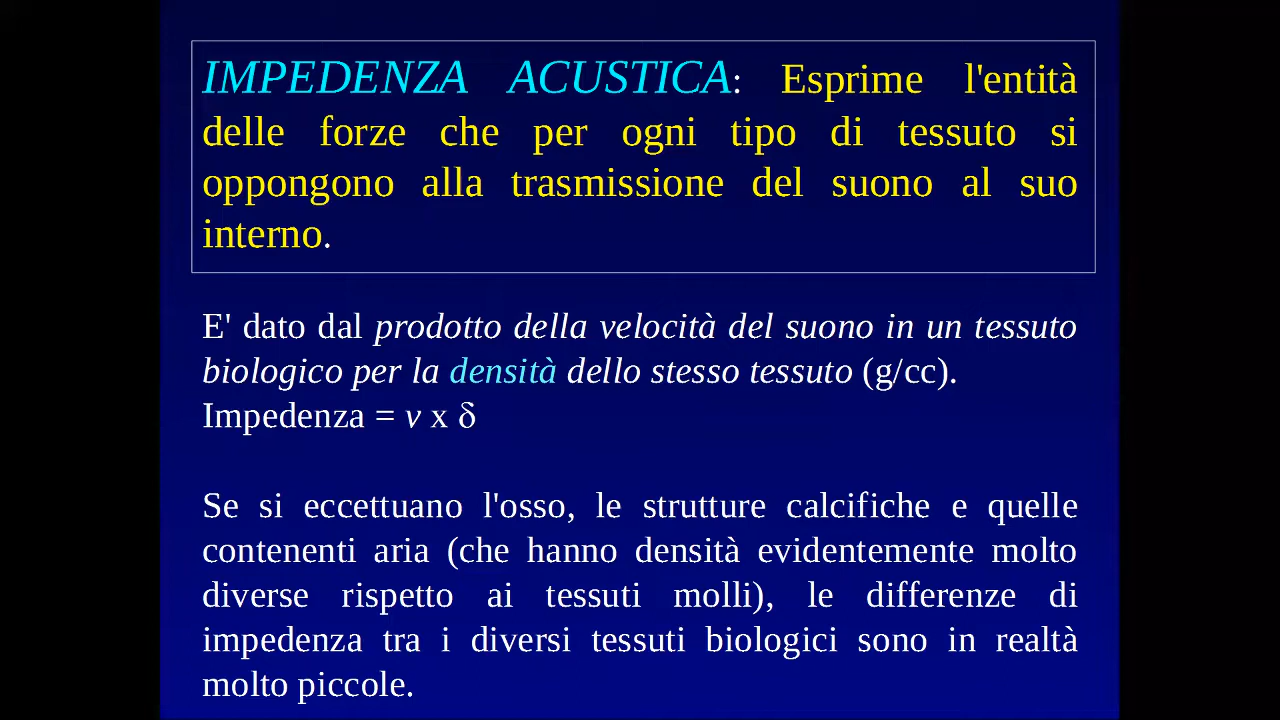 IMPEDENZA ACUSTICA: Esprime l'entità
delle forze che per ogni tipo di tessuto si
oppongono alla trasmissione del suono al suo
interno.
E' dato dal prodotto della velocità del suono in un tessuto
biologico per la densità dello stesso tessuto (g/cc).
Impedenza = v x δ
Se si eccettuano l'osso, le strutture calcifiche e quelle
contenenti aria (che hanno densità evidentemente molto
diverse rispetto ai tessuti molli), le differenze di
impedenza tra i diversi tessuti biologici sono in realtà
molto piccole.